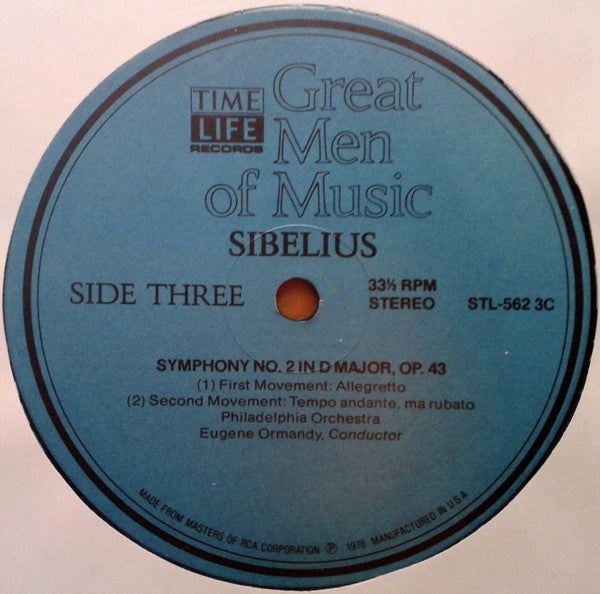 TIME
LIFE
RECORDS
Great
Men
of Music
SIBELIUS
SIDE THREE
33⅓ RPM
STEREO
STL-562 3C
SYMPHONY NO. 2 IN D MAJOR, OP. 43
(1) First Movement: Allegretto
(2) Second Movement: Tempo andante, ma rubato
Philadelphia Orchestra
Eugene Ormandy, Conductor
MADE FROM MASTERS OF RCA CORPORATION ℗ 1978 MANUFACTURED IN U.S.A